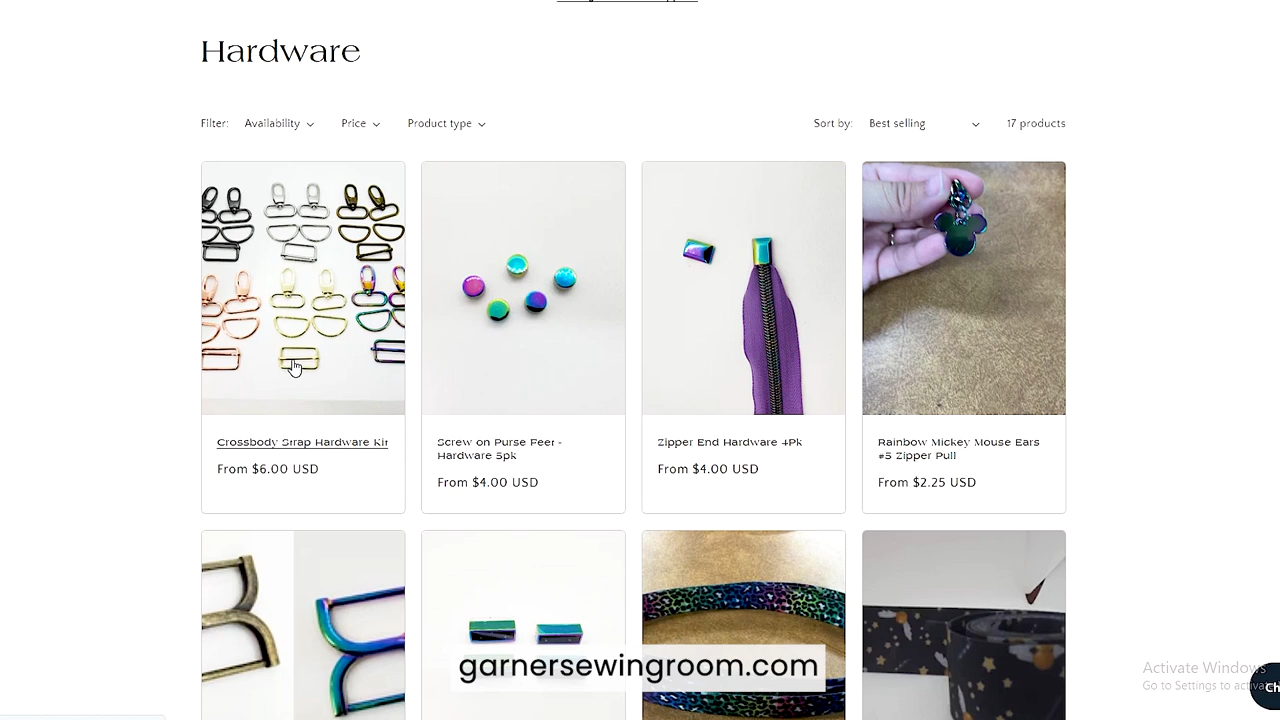 Hardware
Filter:
Availability
Price
Product type
Sort by:
Best selling
17 products
Crossbody Strap Hardware Kit
From $6.00 USD
Screw on Purse Feet -
Hardware 5pk
From $4.00 USD
Zipper End Hardware 4Pk
From $4.00 USD
Rainbow Mickey Mouse Ears
#5 Zipper Pull
From $2.25 USD
garnersewingroom.com
Activate Windows
Go to Settings to activa
Ch